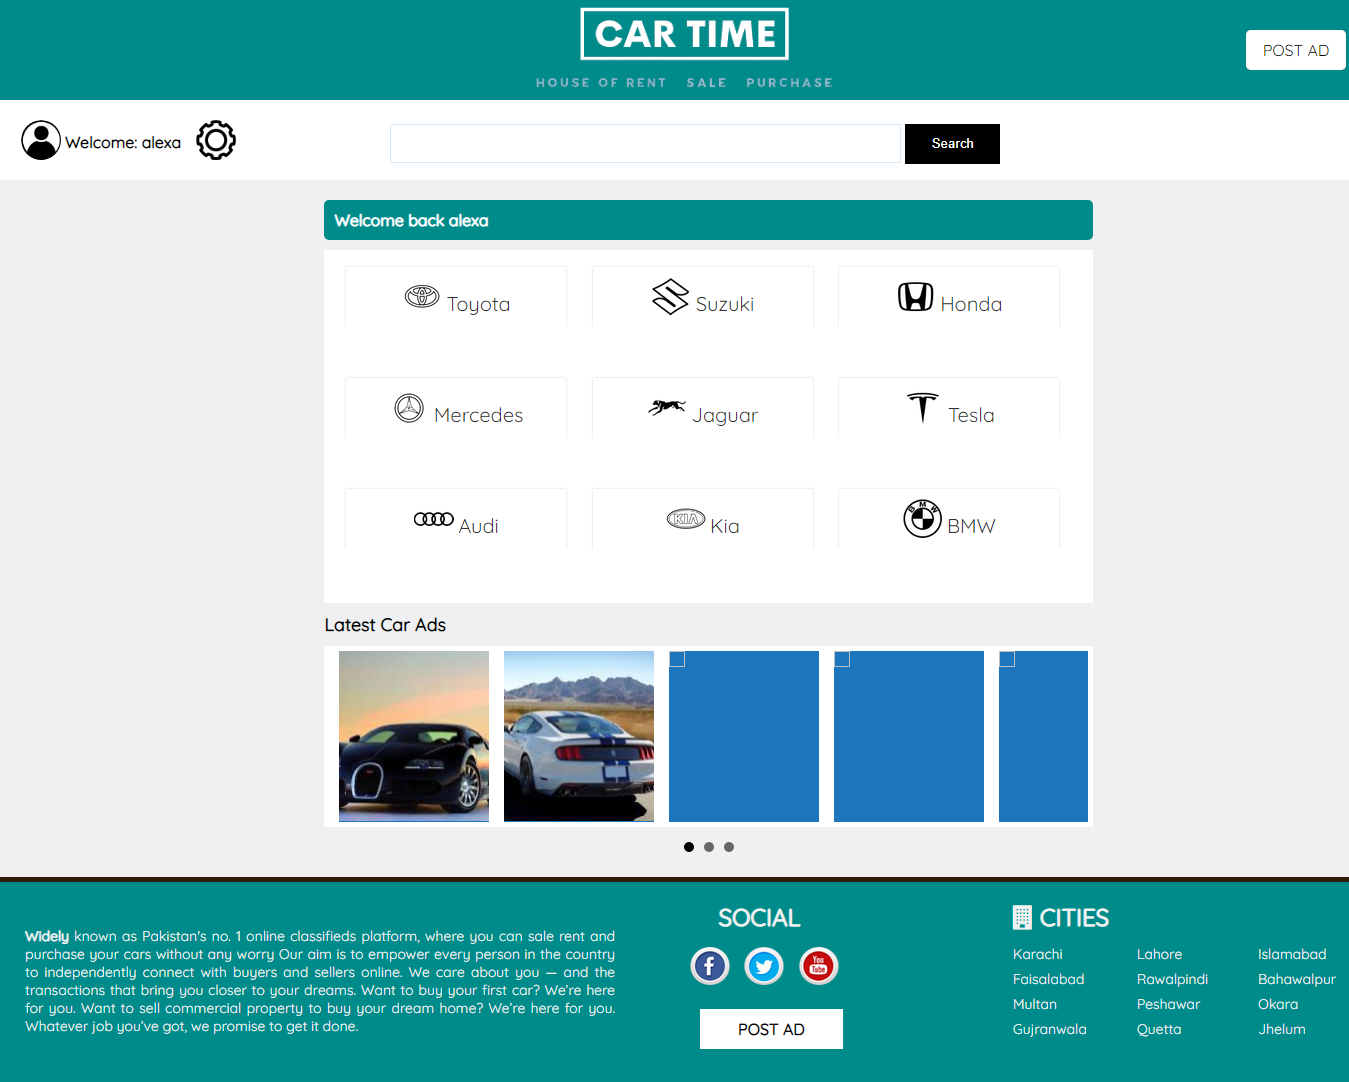 CAR TIME
HOUSE OF RENT SALE PURCHASE
POST AD
Welcome: alexa
Search
Welcome back alexa
Toyota
Suzuki
Honda
Mercedes
Jaguar
Tesla
Audi
KIA
Kia
BMW
BMW
Latest Car Ads
Widely known as Pakistan's no. 1 online classifieds platform, where you can sale rent and
purchase your cars without any worry Our aim is to empower every person in the country
to independently connect with buyers and sellers online. We care about you — and the
transactions that bring you closer to your dreams. Want to buy your first car? We're here
for you. Want to sell commercial property to buy your dream home? We're here for you.
Whatever job you've got, we promise to get it done.
SOCIAL
You
Tube
POST AD
CITIES
Karachi Lahore Islamabad
Faisalabad Rawalpindi Bahawalpur
Multan Peshawar Okara
Gujranwala Quetta Jhelum